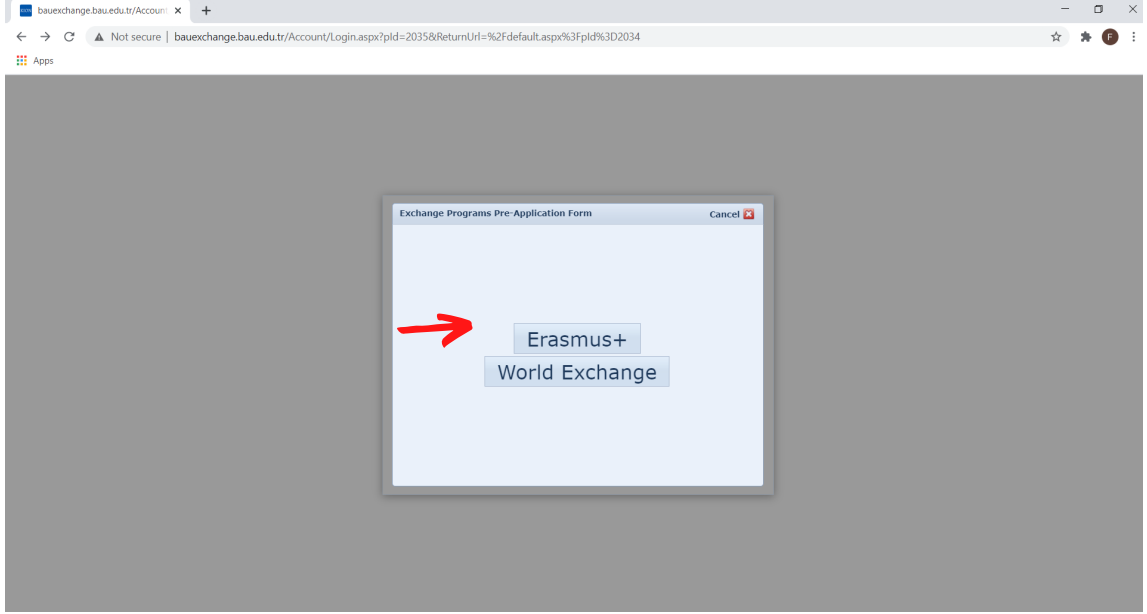 bauexchange.bau.edu.tr/Account
Not secure | bauexchange.bau.edu.tr/Account/Login.aspx?pId=2035&ReturnUrl=%2Fdefault.aspx%3FpId%3D2034
F
Apps
Exchange Programs Pre-Application Form Cancel
Erasmus+
World Exchange